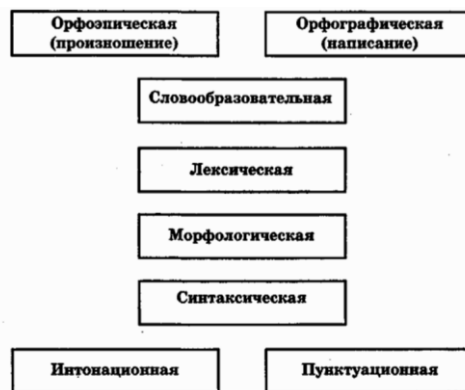 Орфоэпическая
(произношение)
Орфографическая
(написание)
Словообразовательная
Лексическая
Морфологическая
Синтаксическая
Интонационная
Пунктуационная